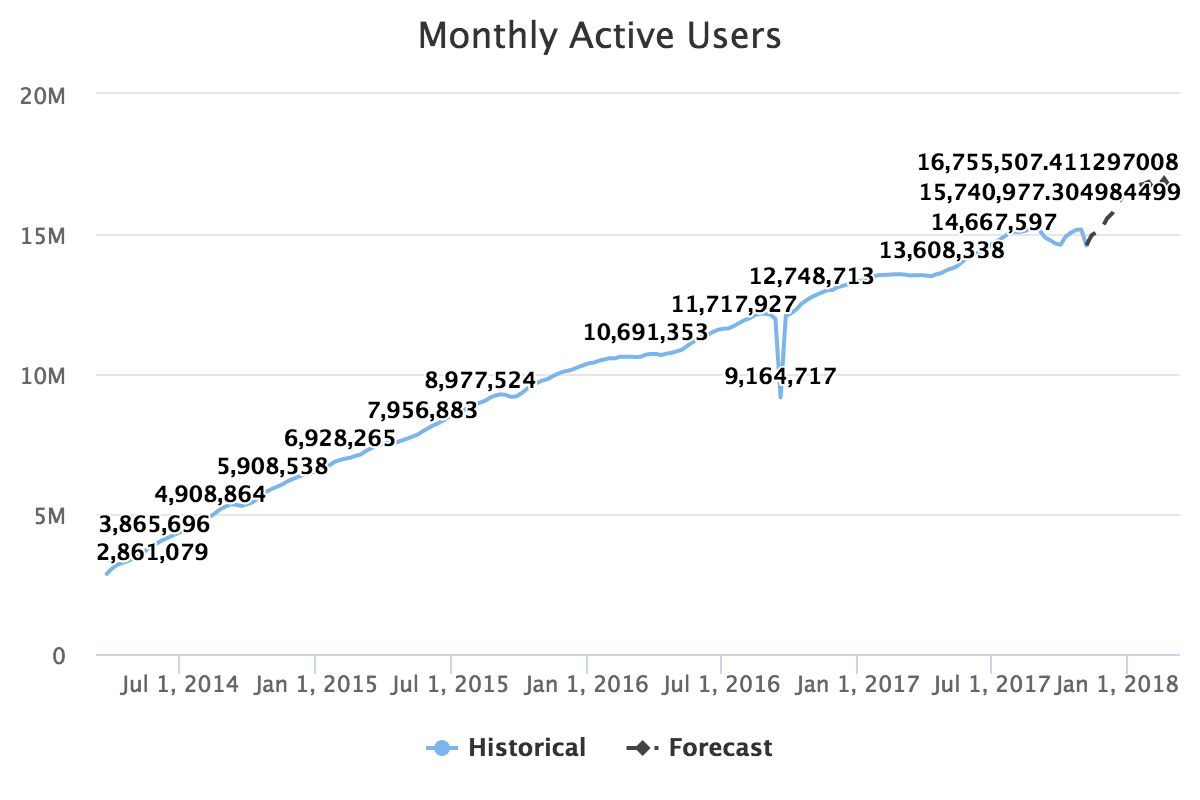 Monthly Active Users
20M
16,755,507.411297008
15,740,977.304984499
15M
14,667,597
13,608,338
12,748,713
11,717,927
10,691,353
10M
9,164,717
8,977,524
7,956,883
6,928,265
5,908,538
4,908,864
5M
3,865,696
2,861,079
0
Jul 1, 2014 Jan 1, 2015 Jul 1, 2015 Jan 1, 2016 Jul 1, 2016 Jan 1, 2017 Jul 1, 2017 Jan 1, 2018
Historical Forecast